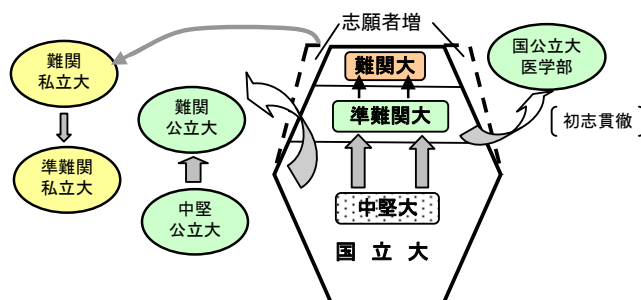 志願者増
難関
私立大
準難関
私立大
難関
公立大
中堅
公立大
難関大
準難関大
中堅大
国立大
国公立大
医学部
〔初志貫徹〕